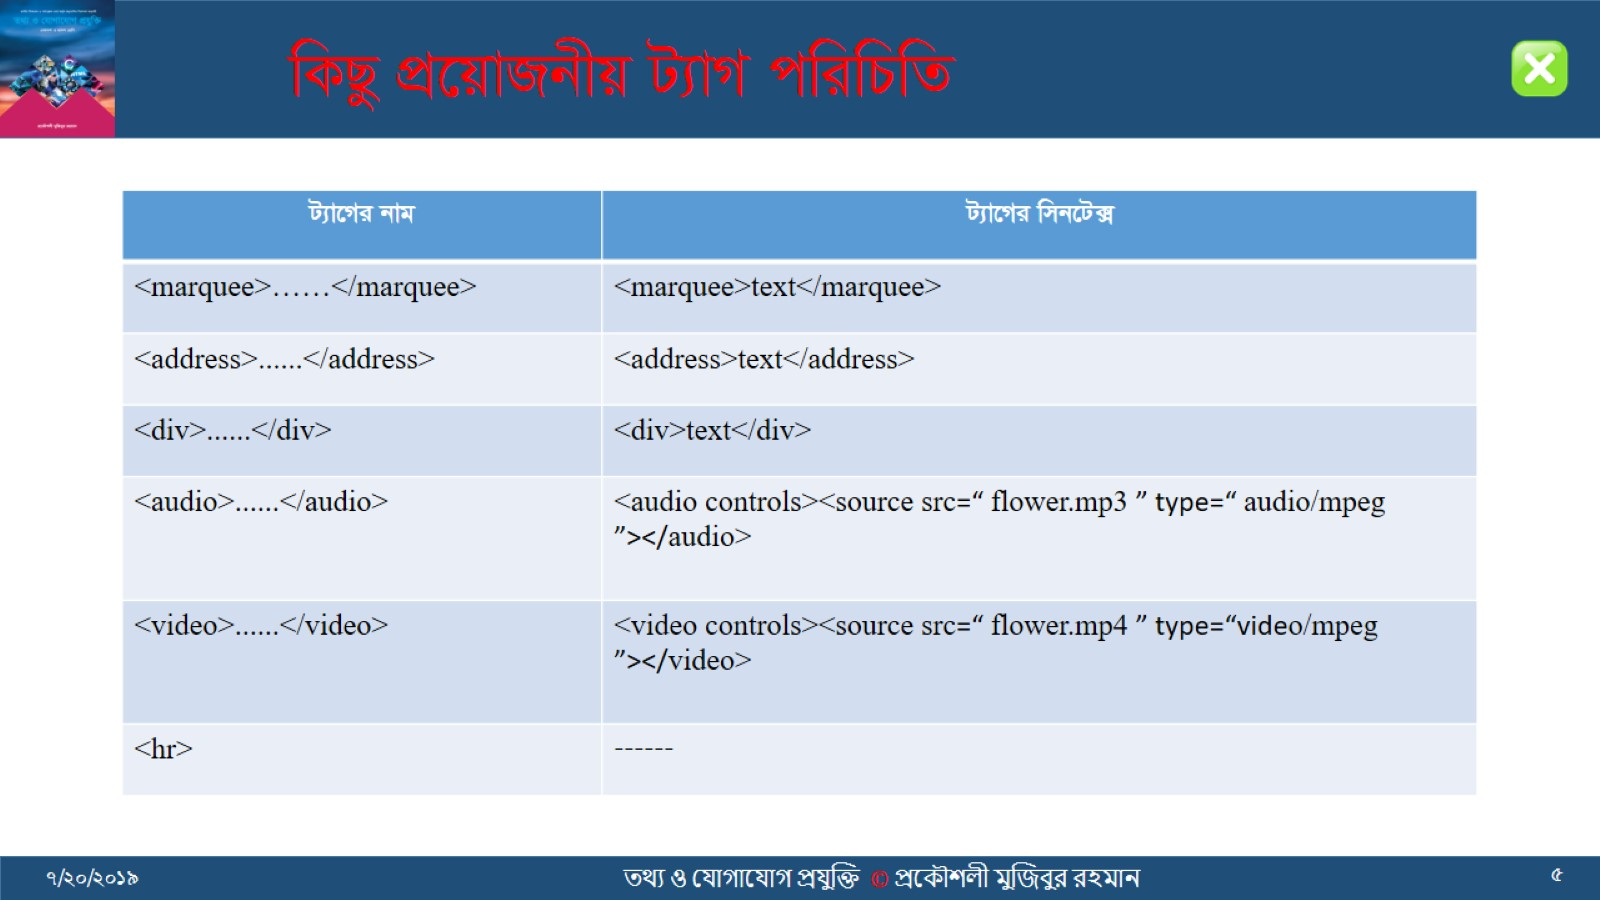 তথ্য ও যোগাযোগ প্রযুক্তি
কিছু প্রয়োজনীয় ট্যাগ পরিচিতি
ট্যাগের নাম
ট্যাগের সিনটেক্স
<marquee>……</marquee>
<marquee>text</marquee>
<address>......</address>
<address>text</address>
<div>......</div>
<div>text</div>
<audio>......</audio>
<audio controls><source src=“ flower.mp3 ” type=“ audio/mpeg
”></audio>
<video>......</video>
<video controls><source src=“ flower.mp4 ” type=“video/mpeg
”></video>
<hr>
------
৭/২০/২০১৯
তথ্য ও যোগাযোগ প্রযুক্তি © প্রকৌশলী মুজিবুর রহমান
৫